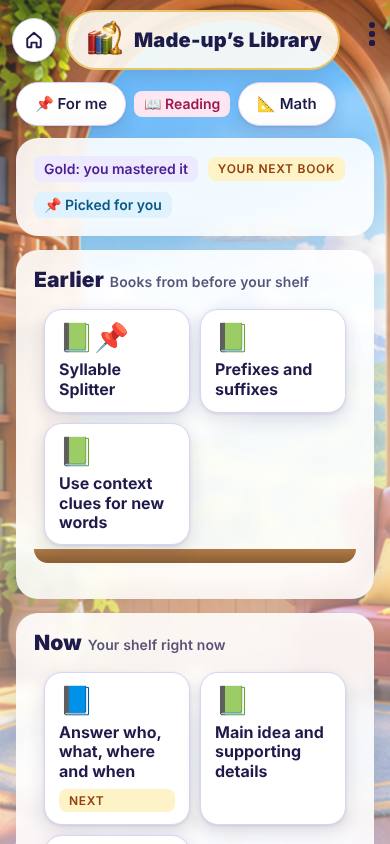 Made-up's Library
📌 For me
📖 Reading
📐 Math
Gold: you mastered it
YOUR NEXT BOOK
📌 Picked for you
Earlier Books from before your shelf
Syllable
Splitter
Prefixes and
suffixes
Use context
clues for new
words
Now Your shelf right now
Answer who,
what, where
and when
NEXT
Main idea and
supporting
details